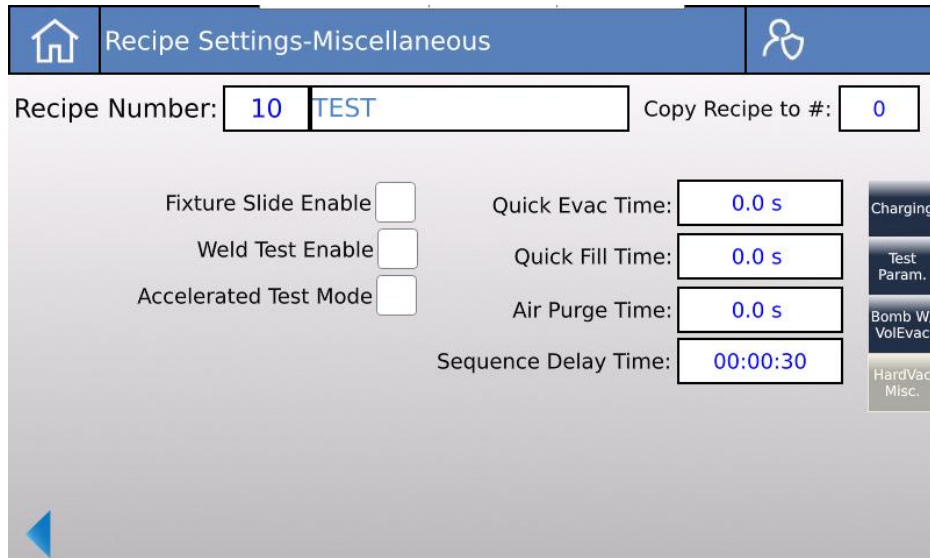 Recipe Settings-Miscellaneous
Recipe Number: 10 TEST Copy Recipe to #: 0
Fixture Slide Enable
Weld Test Enable
Accelerated Test Mode
Quick Evac Time: 0.0 s
Quick Fill Time: 0.0 s
Air Purge Time: 0.0 s
Sequence Delay Time: 00:00:30
Charging
Test
Param.
Bomb W/
VolEvac
HardVac
Misc.